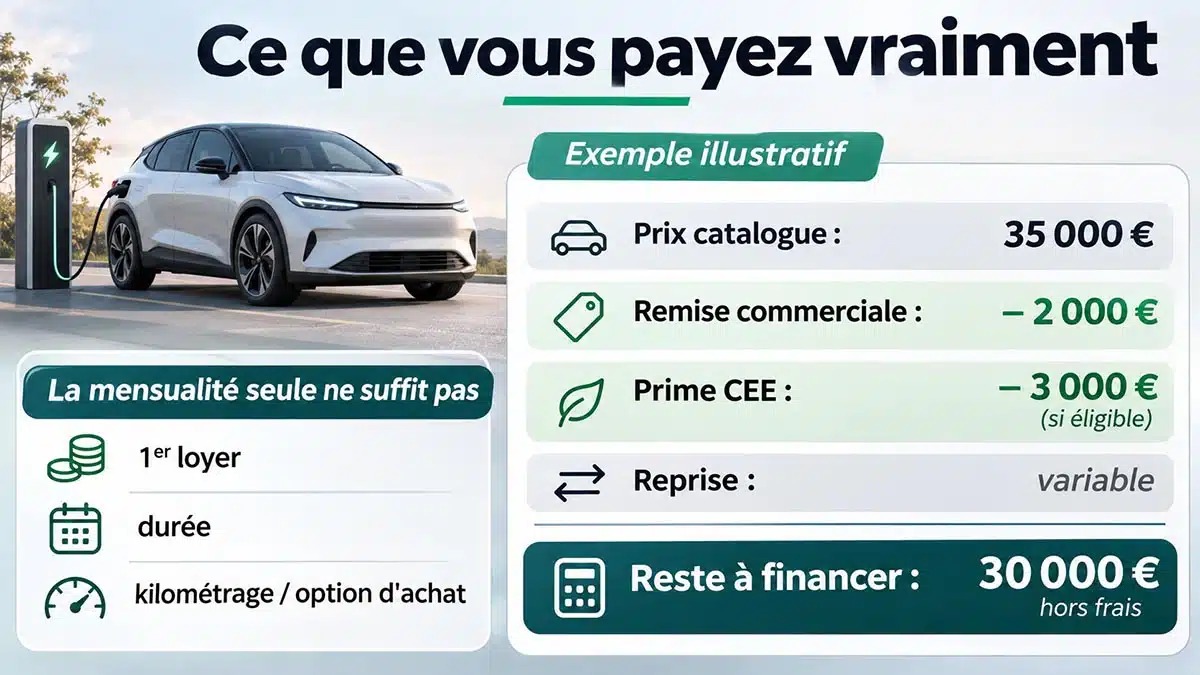 Ce que vous payez vraiment
Exemple illustratif
Prix catalogue : 35 000 €
Remise commerciale : – 2 000 €
Prime CEE : – 3 000 €
(si éligible)
Reprise : variable
Reste à financer : 30 000 €
hors frais
La mensualité seule ne suffit pas
1er loyer
durée
kilométrage / option d'achat